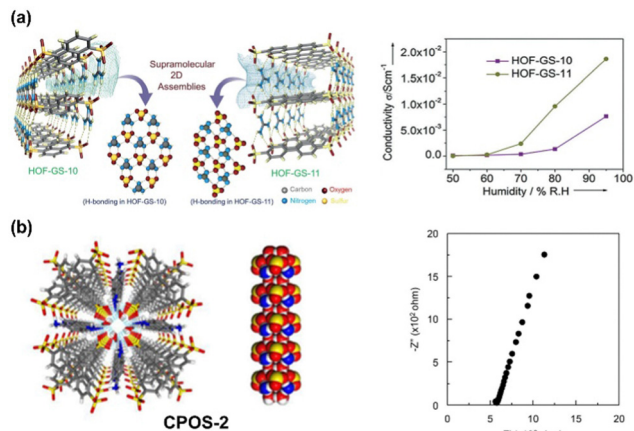 (a)
Supramolecular
2D
Assemblies
HOF-GS-10
HOF-GS-11
(H-bonding in HOF-GS-10)
(H-bonding in HOF-GS-11)
Carbon
Oxygen
Nitrogen
Sulfur
Conductivity σ/Scm⁻¹
2.0x10⁻²
1.5x10⁻²
1.0x10⁻²
5.0x10⁻³
0.0
HOF-GS-10
HOF-GS-11
50 60 70 80 90 100
Humidity / % R.H
(b)
CPOS-2
-Z" (x10² ohm)
20
15
10
5
0
0 5 10 15 20